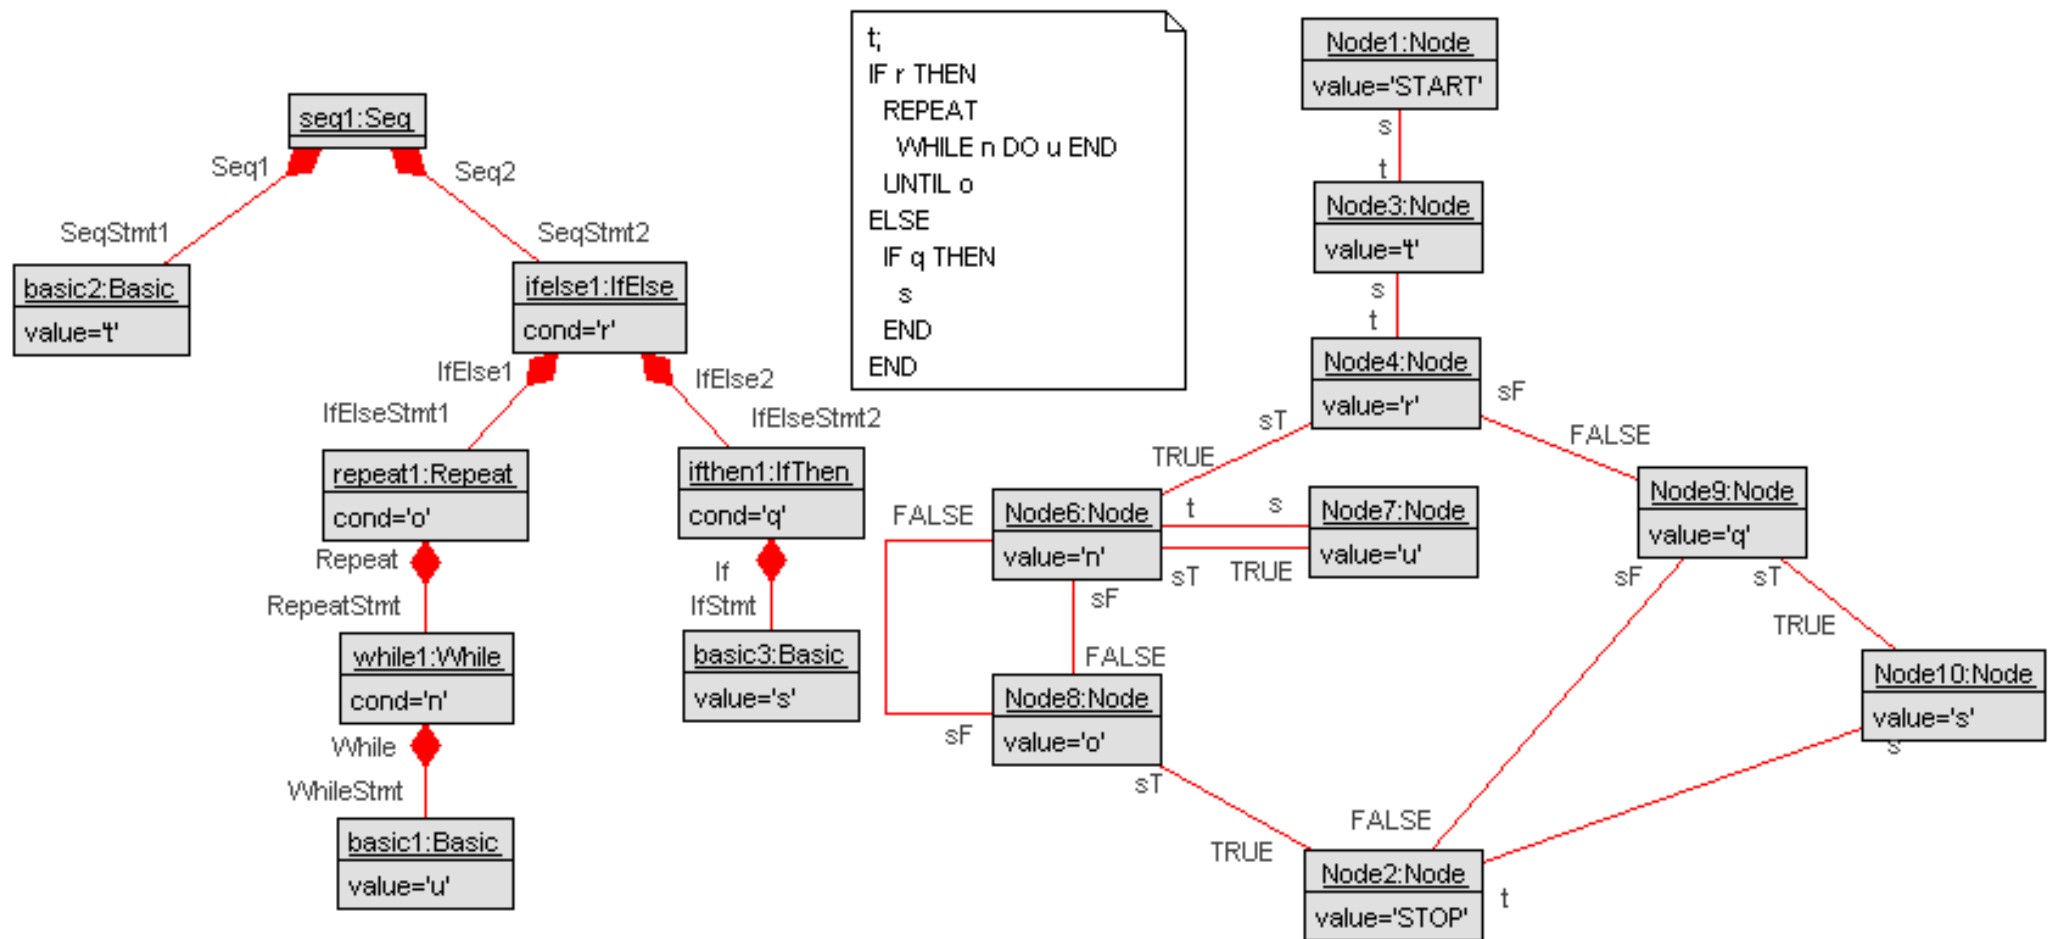 seq1:Seq
Seq1
Seq2
SeqStmt1
SeqStmt2
basic2:Basic
value='t'
ifelse1:IfElse
cond='r'
IfElse1
IfElse2
IfElseStmt1
IfElseStmt2
repeat1:Repeat
cond='o'
ifthen1:IfThen
cond='q'
Repeat
If
RepeatStmt
IfStmt
while1:While
cond='n'
basic3:Basic
value='s'
While
WhileStmt
basic1:Basic
value='u'
t;
IF r THEN
REPEAT
WHILE n DO u END
UNTIL o
ELSE
IF q THEN
s
END
END
Node1:Node
value='START'
s
t
Node3:Node
value='t'
s
t
Node4:Node
value='r'
sT
sF
TRUE
FALSE
Node6:Node
value='n'
t
s
sT
TRUE
Node7:Node
value='u'
Node9:Node
value='q'
FALSE
sF
FALSE
sF
sT
TRUE
Node8:Node
value='o'
sF
sT
TRUE
Node10:Node
value='s'
s
FALSE
Node2:Node
value='STOP'
t